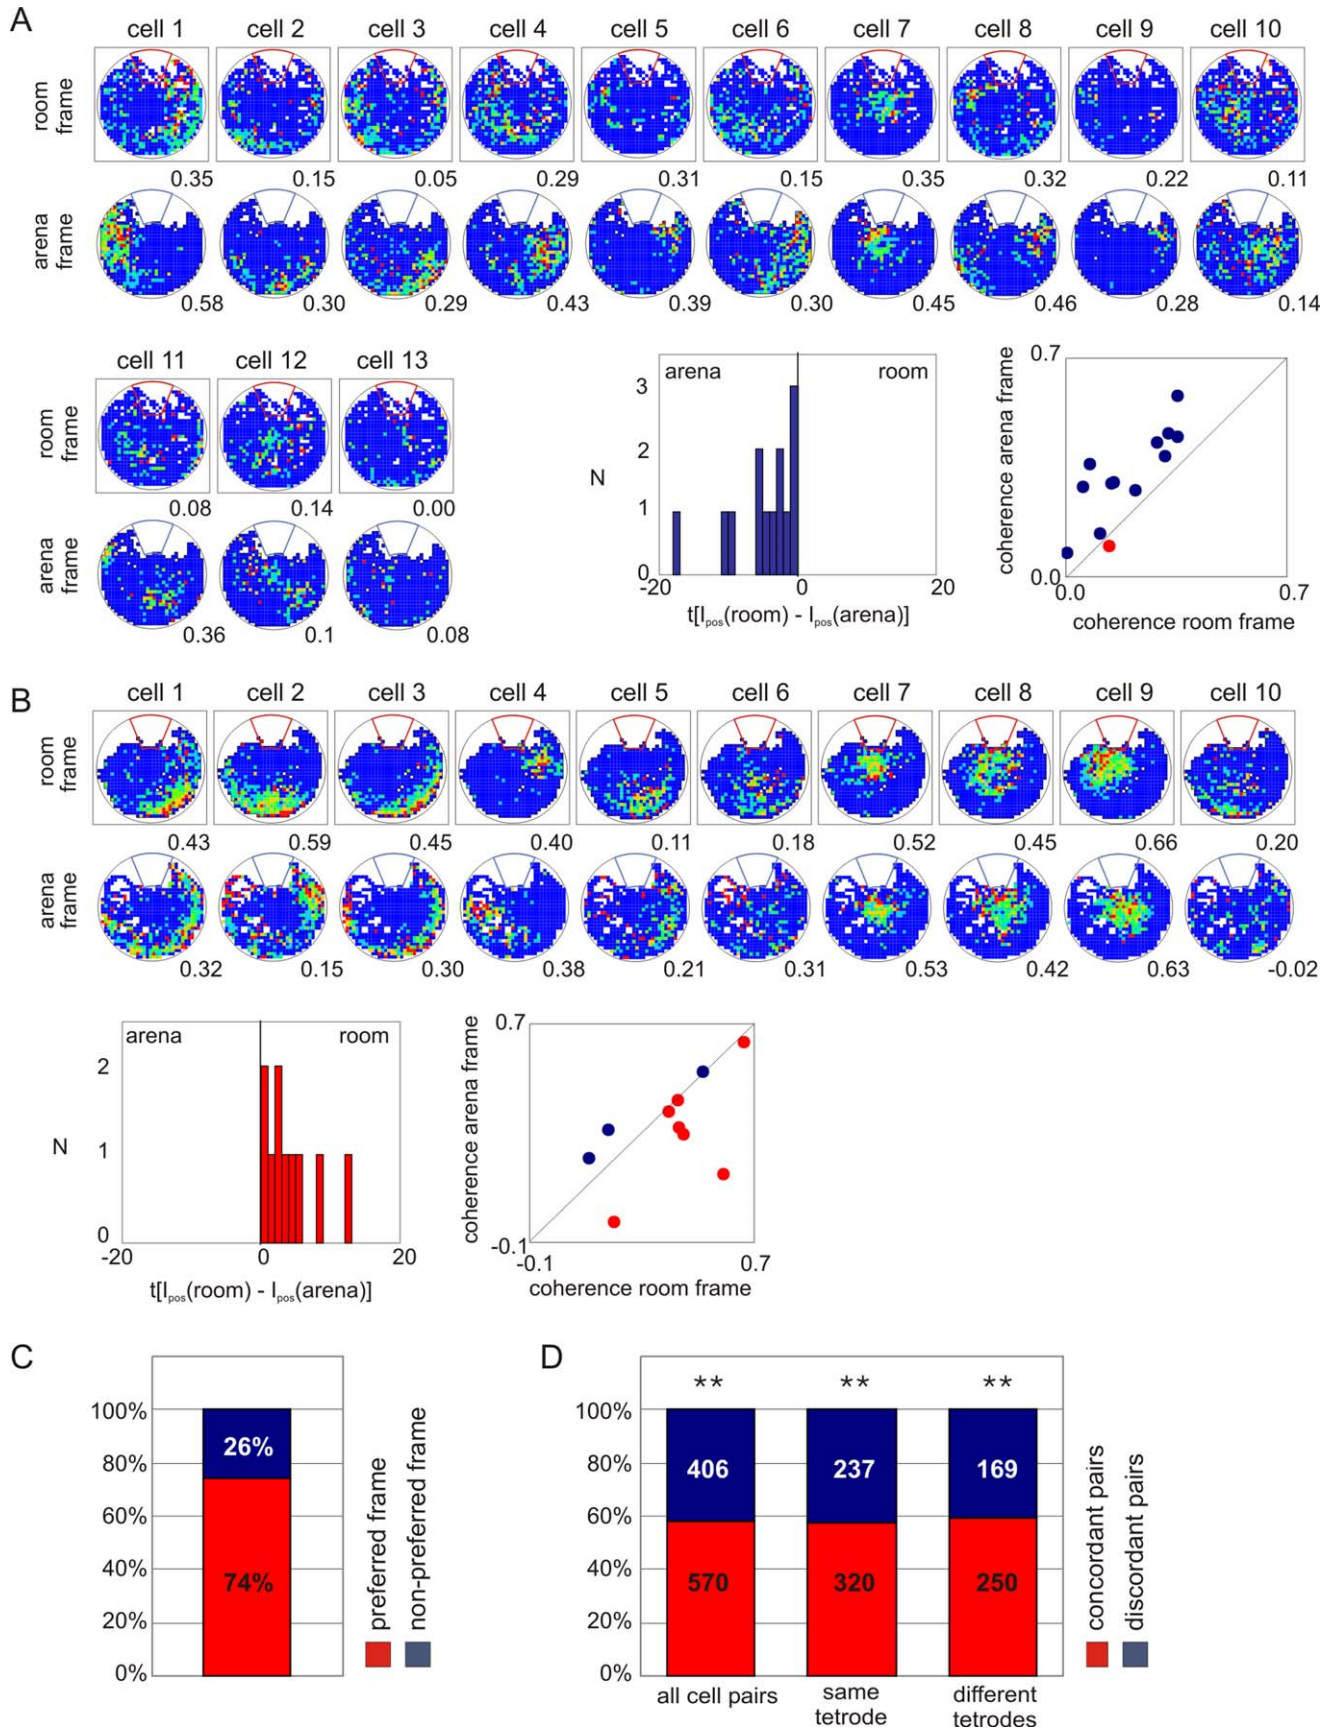 A
cell 1 cell 2 cell 3 cell 4 cell 5 cell 6 cell 7 cell 8 cell 9 cell 10
room
frame
0.35 0.15 0.05 0.29 0.31 0.15 0.35 0.32 0.22 0.11
arena
frame
0.58 0.30 0.29 0.43 0.39 0.30 0.45 0.46 0.28 0.14
cell 11 cell 12 cell 13
room
frame
0.08 0.14 0.00
arena
frame
0.36 0.1 0.08
arena room
3
2
1
0
N
-20 0 20
t[Ipos(room) - Ipos(arena)]
coherence arena frame
0.7
0.0
0.0 0.7
coherence room frame
B
cell 1 cell 2 cell 3 cell 4 cell 5 cell 6 cell 7 cell 8 cell 9 cell 10
room
frame
0.43 0.59 0.45 0.40 0.11 0.18 0.52 0.45 0.66 0.20
arena
frame
0.32 0.15 0.30 0.38 0.21 0.31 0.53 0.42 0.63 -0.02
arena room
2
1
0
N
-20 0 20
t[Ipos(room) - Ipos(arena)]
coherence arena frame
0.7
-0.1
-0.1 0.7
coherence room frame
C
100%
80%
60%
40%
20%
0%
26%
74%
preferred frame
non-preferred frame
D
** ** **
100%
80%
60%
40%
20%
0%
406 237 169
570 320 250
all cell pairs
same
tetrode
different
tetrodes
concordant pairs
discordant pairs